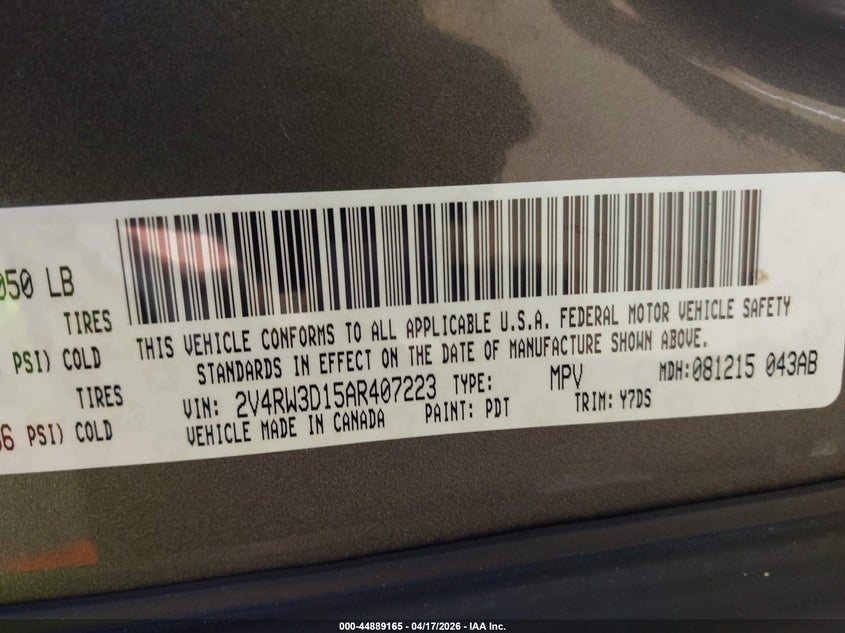 050 LB
TIRES
PSI) COLD
TIRES
36 PSI) COLD
THIS VEHICLE CONFORMS TO ALL APPLICABLE U.S.A. FEDERAL MOTOR VEHICLE SAFETY
STANDARDS IN EFFECT ON THE DATE OF MANUFACTURE SHOWN ABOVE.
VIN: 2V4RW3D15AR407223 TYPE: MPV MDH:081215 043AB
VEHICLE MADE IN CANADA PAINT: PDT TRIM: Y7DS
000-44889165 - 04/17/2026 - IAA Inc.